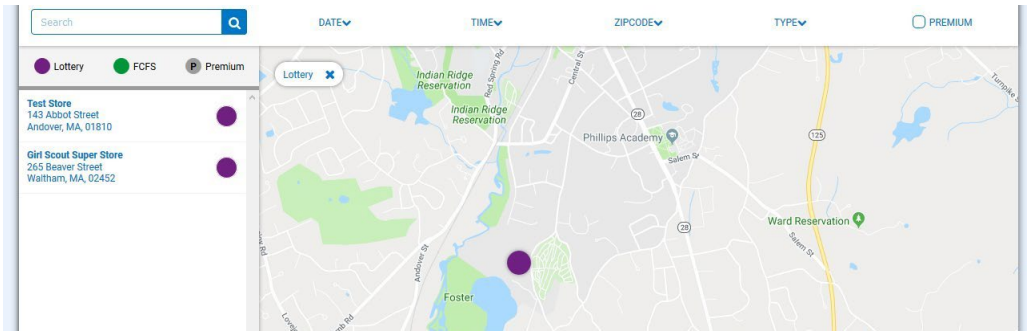 Search
DATE
TIME
ZIPCODE
TYPE
PREMIUM
Lottery
FCFS
P Premium
Lottery
Test Store
143 Abbot Street
Andover, MA, 01810
Girl Scout Super Store
265 Beaver Street
Waltham, MA, 02452
Indian Ridge
Reservation
Red Spring Rd
Central St
Indian Ridge
Reservation
28
Phillips Academy
Salem St
125
Turnpike
28
Ward Reservation
Salem St
Andover St
Foster